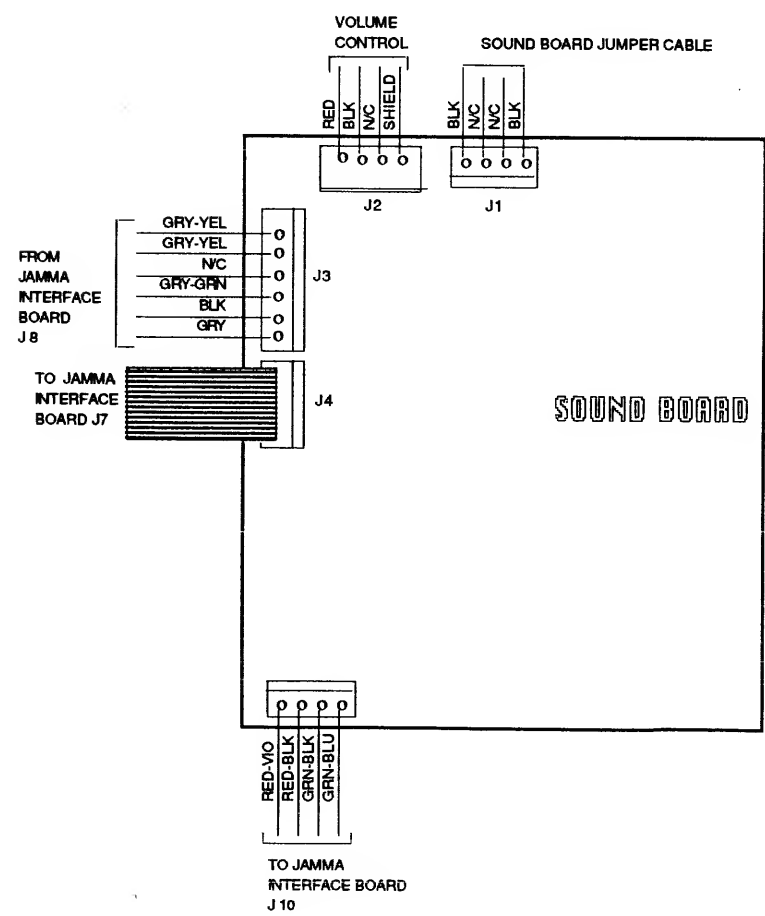 VOLUME
CONTROL
SOUND BOARD JUMPER CABLE
RED
BLK
N/C
SHIELD
BLK
N/C
N/C
BLK
J2
J1
GRY-YEL
GRY-YEL
N/C
GRY-GRN
BLK
GRY
FROM
JAMMA
INTERFACE
BOARD
J 8
J3
TO JAMMA
INTERFACE
BOARD J7
J4
SOUND BOARD
RED-VIO
RED-BLK
GRN-BLK
GRN-BLU
TO JAMMA
INTERFACE BOARD
J 10